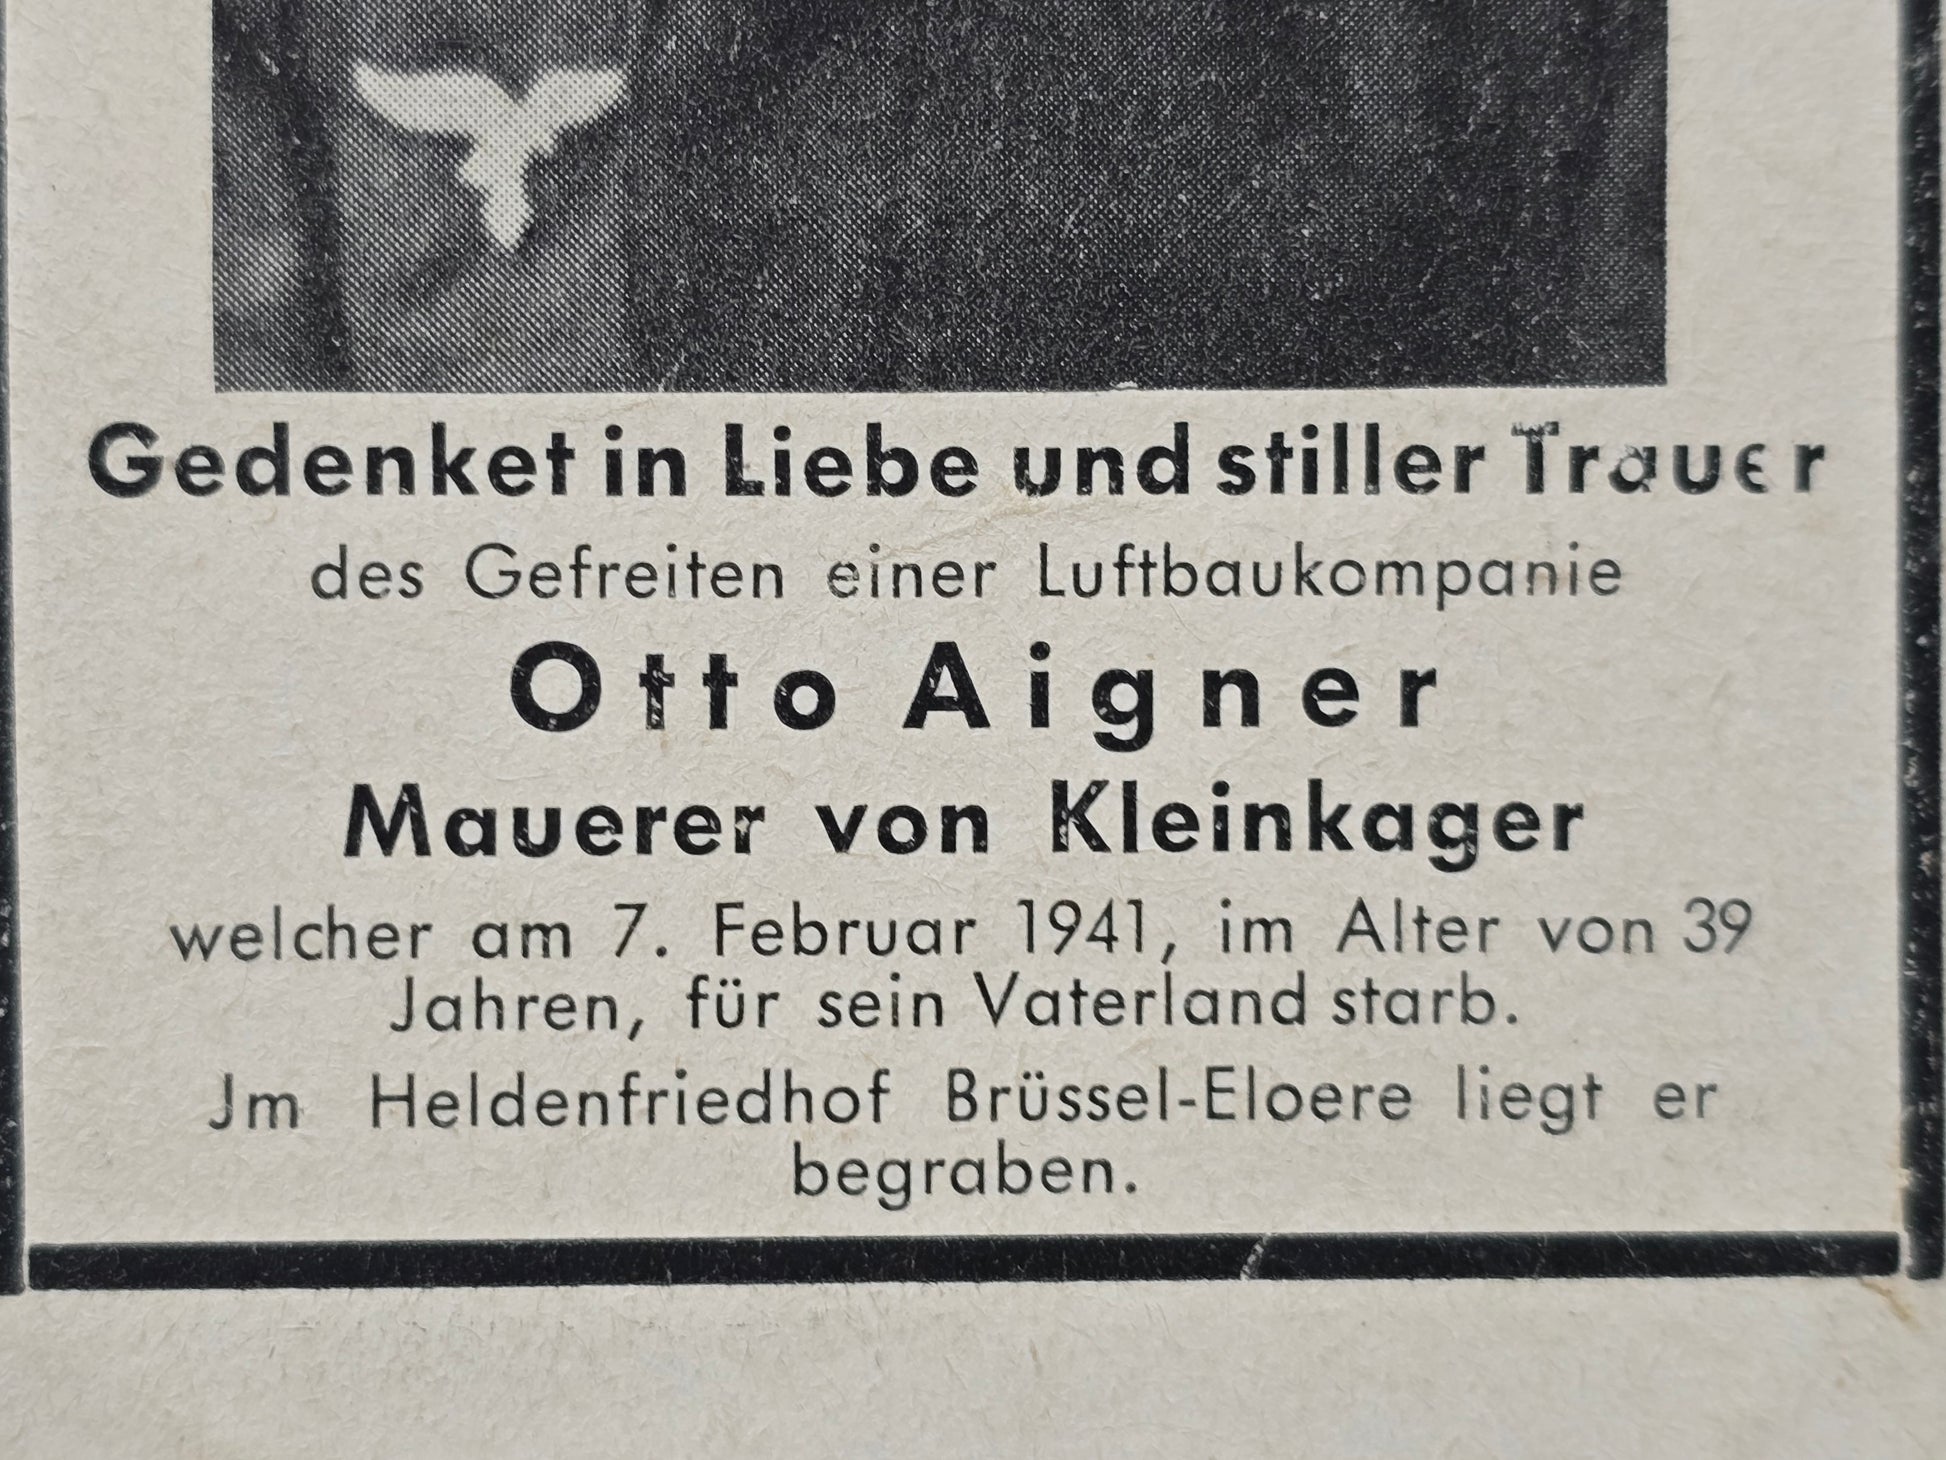 Gedenket in Liebe und stiller Trauer
des Gefreiten einer Luftbaukompanie
Otto Aigner
Mauerer von Kleinkager
welcher am 7. Februar 1941, im Alter von 39
Jahren, für sein Vaterland starb.
Jm Heldenfriedhof Brüssel-Eloere liegt er
begraben.